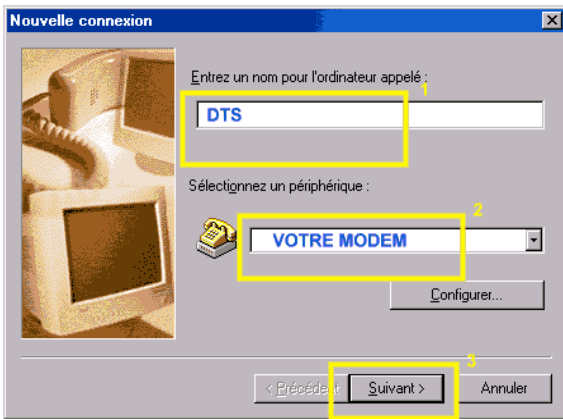 Nouvelle connexion
Entrez un nom pour l'ordinateur appelé :
1
DTS
Sélectionnez un périphérique :
2
VOTRE MODEM
Configurer...
3
< Précédent Suivant > Annuler